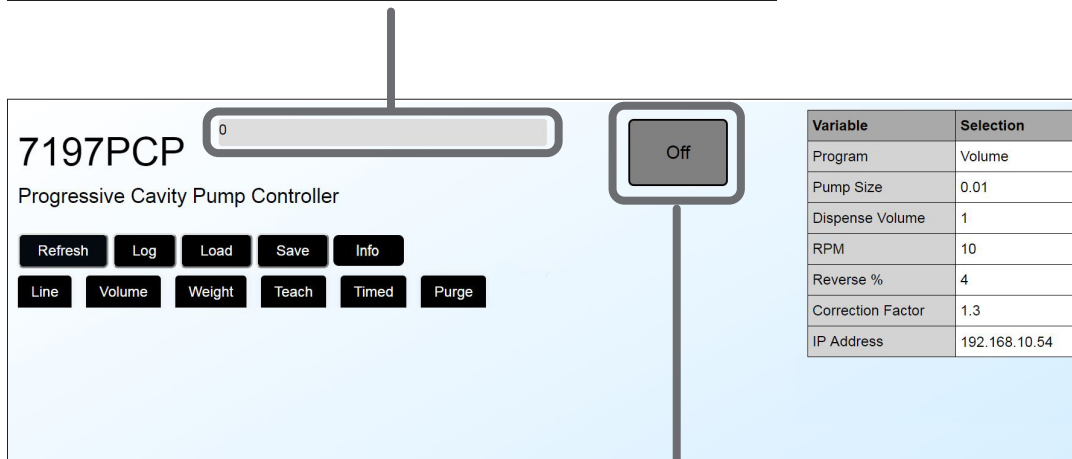 0
7197PCP
Off
Progressive Cavity Pump Controller
Refresh Log Load Save Info
Line Volume Weight Teach Timed Purge
Variable Selection
Program Volume
Pump Size 0.01
Dispense Volume 1
RPM 10
Reverse % 4
Correction Factor 1.3
IP Address 192.168.10.54